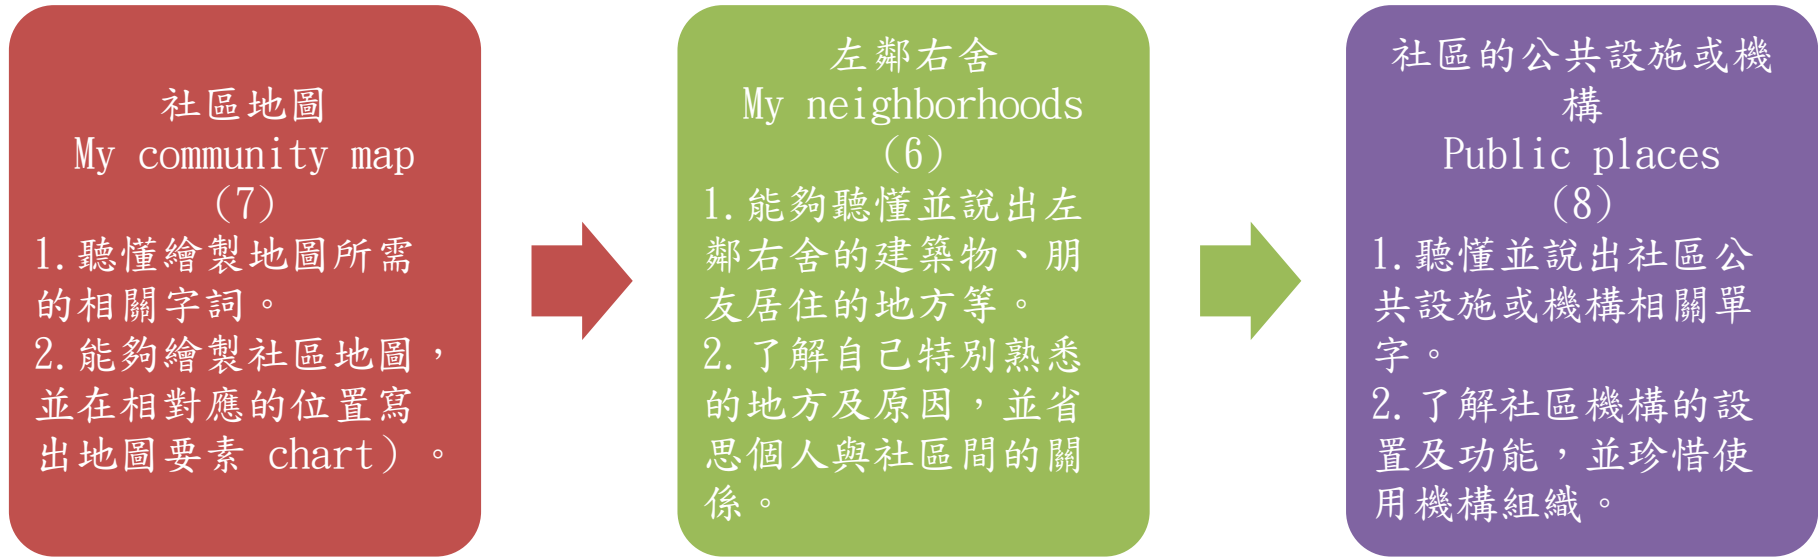 社區地圖
My community map
(7)
1.聽懂繪製地圖所需
的相關字詞。
2.能夠繪製社區地圖，
並在相對應的位置寫
出地圖要素 chart)。
左鄰右舍
My neighborhoods
(6)
1.能夠聽懂並說出左
鄰右舍的建築物、朋
友居住的地方等。
2.了解自己特別熟悉
的地方及原因，並省
思個人與社區間的關
係。
社區的公共設施或機
構
Public places
(8)
1.聽懂並說出社區公
共設施或機構相關單
字。
2.了解社區機構的設
置及功能，並珍惜使
用機構組織。